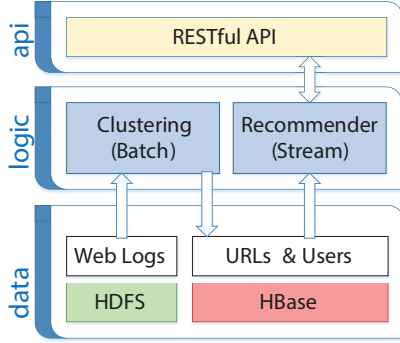 api
RESTful API
logic
Clustering
(Batch)
Recommender
(Stream)
data
Web Logs
URLs & Users
HDFS
HBase